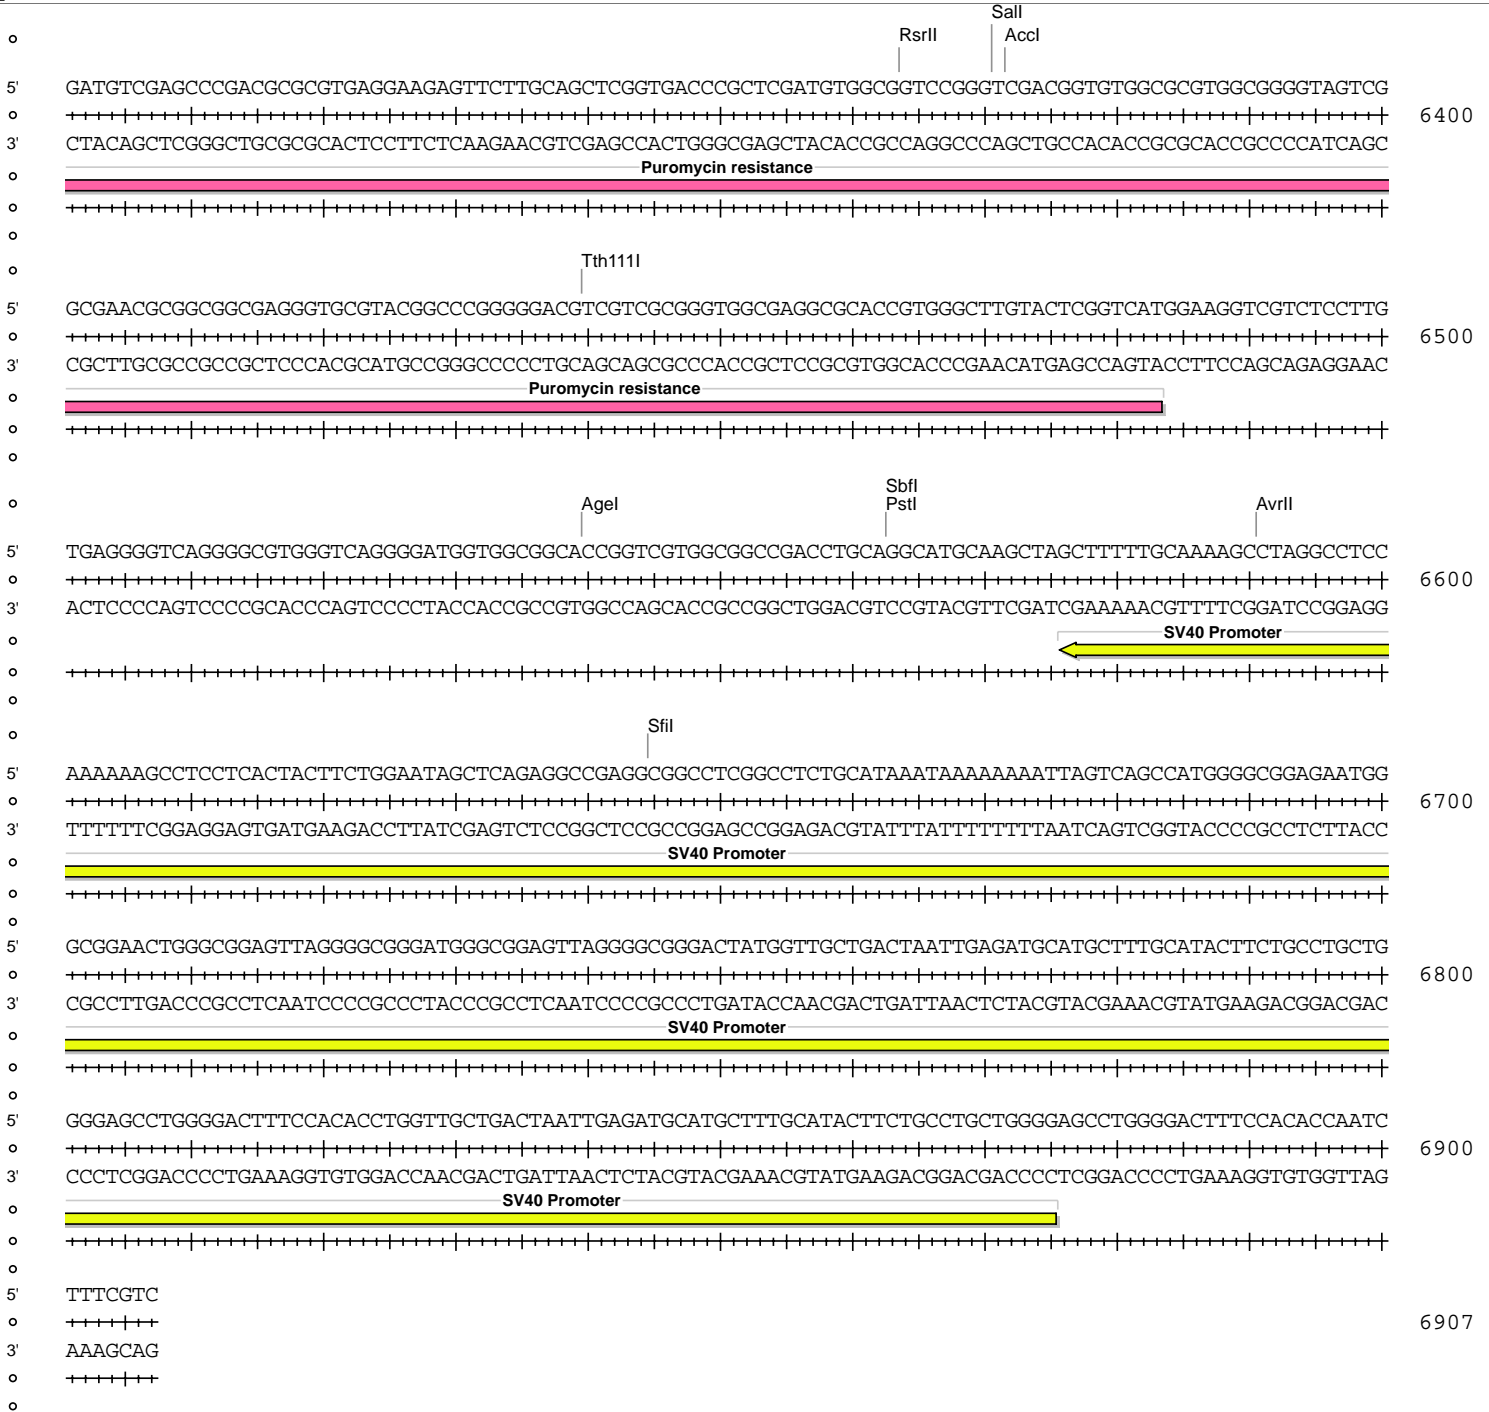 SalI
RsrII AccI
5' GATGTCGAGCCCGACGCGCGTGAGGAAGAGTTCTTGCAGCTCGGTGACCCGCTCGATGTGGCGGTCCGGGTCGACGGTGTGGCGCGTGGCGGGGTAGTCG
6400
3' CTACAGCTCGGGCTGCGCGCACTCCTTCTCAAGAACGTCGAGCCACTGGGCGAGCTACACCGCCAGGCCCAGCTGCCACACCGCGCACCGCCCCATCAGC
Puromycin resistance
Tth111I
5' GCGAACGCGGCGGCGAGGGTGCGTACGGCCCGGGGGACGTCGTCGCGGGTGGCGAGGCGCACCGTGGGCTTGTACTCGGTCATGGAAGGTCGTCTCCTTG
6500
3' CGCTTGCGCCGCCGCTCCCACGCATGCCGGGCCCCCTGCAGCAGCGCCCACCGCTCCGCGTGGCACCCGAACATGAGCCAGTACCTTCCAGCAGAGGAAC
Puromycin resistance
SbfI
AgeI PstI AvrII
5' TGAGGGGTCAGGGGCGTGGGTCAGGGGATGGTGGCGGCACCGGTCGTGGCGGCCGACCTGCAGGCATGCAAGCTAGCTTTTTGCAAAAGCCTAGGCCTCC
6600
3' ACTCCCCAGTCCCCGCACCCAGTCCCCTACCACCGCCGTGGCCAGCACCGCCGGCTGGACGTCCGTACGTTCGATCGAAAAACGTTTTCGGATCCGGAGG
SV40 Promoter
SfiI
5' AAAAAAGCCTCCTCACTACTTCTGGAATAGCTCAGAGGCCGAGGCGGCCTCGGCCTCTGCATAAATAAAAAAAATTAGTCAGCCATGGGGCGGAGAATGG
6700
3' TTTTTTCGGAGGAGTGATGAAGACCTTATCGAGTCTCCGGCTCCGCCGGAGCCGGAGACGTATTTATTTTTTTTAATCAGTCGGTACCCCGCCTCTTACC
SV40 Promoter
5' GCGGAACTGGGCGGAGTTAGGGGCGGGATGGGCGGAGTTAGGGGCGGGACTATGGTTGCTGACTAATTGAGATGCATGCTTTGCATACTTCTGCCTGCTG
6800
3' CGCCTTGACCCGCCTCAATCCCCGCCCTACCCGCCTCAATCCCCGCCCTGATACCAACGACTGATTAACTCTACGTACGAAACGTATGAAGACGGACGAC
SV40 Promoter
5' GGGAGCCTGGGGACTTTCCACACCTGGTTGCTGACTAATTGAGATGCATGCTTTGCATACTTCTGCCTGCTGGGGAGCCTGGGGACTTTCCACACCAATC
6900
3' CCCTCGGACCCCTGAAAGGTGTGGACCAACGACTGATTAACTCTACGTACGAAACGTATGAAGACGGACGACCCCTCGGACCCCTGAAAGGTGTGGTTAG
SV40 Promoter
5' TTTCGTC
6907
3' AAAGCAG